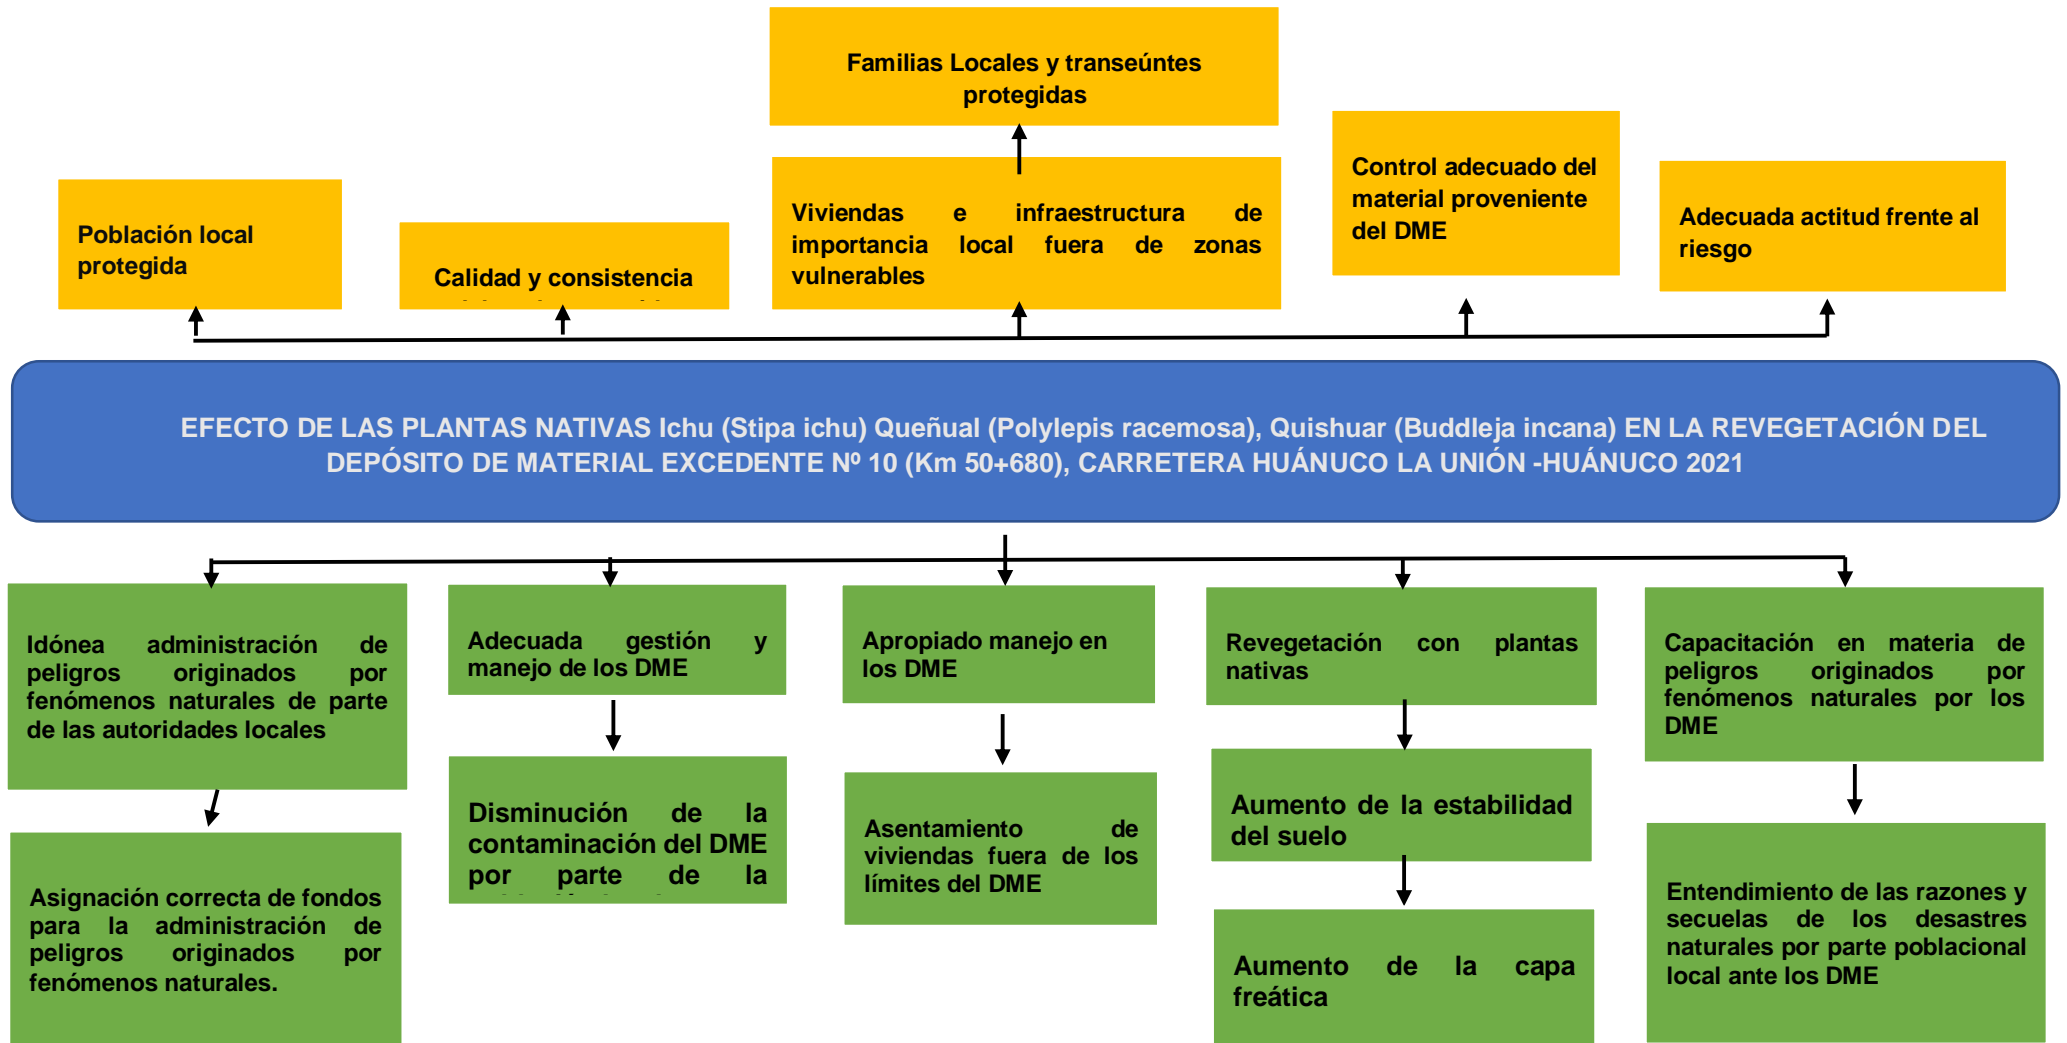 Familias Locales y transeúntes
protegidas
Población local
protegida
Calidad y consistencia
Viviendas e infraestructura de
importancia local fuera de zonas
vulnerables
Control adecuado del
material proveniente
del DME
Adecuada actitud frente al
riesgo
EFECTO DE LAS PLANTAS NATIVAS Ichu (Stipa ichu) Queñual (Polylepis racemosa), Quishuar (Buddleja incana) EN LA REVEGETACIÓN DEL
DEPÓSITO DE MATERIAL EXCEDENTE Nº 10 (Km 50+680), CARRETERA HUÁNUCO LA UNIÓN -HUÁNUCO 2021
Idónea administración de
peligros originados por
fenómenos naturales de parte
de las autoridades locales
Adecuada gestión y
manejo de los DME
Apropiado manejo en
los DME
Revegetación con plantas
nativas
Capacitación en materia de
peligros originados por
fenómenos naturales por los
DME
Asignación correcta de fondos
para la administración de
peligros originados por
fenómenos naturales.
Disminución de la
contaminación del DME
por parte de la
Asentamiento de
viviendas fuera de los
límites del DME
Aumento de la estabilidad
del suelo
Aumento de la capa
freática
Entendimiento de las razones y
secuelas de los desastres
naturales por parte poblacional
local ante los DME